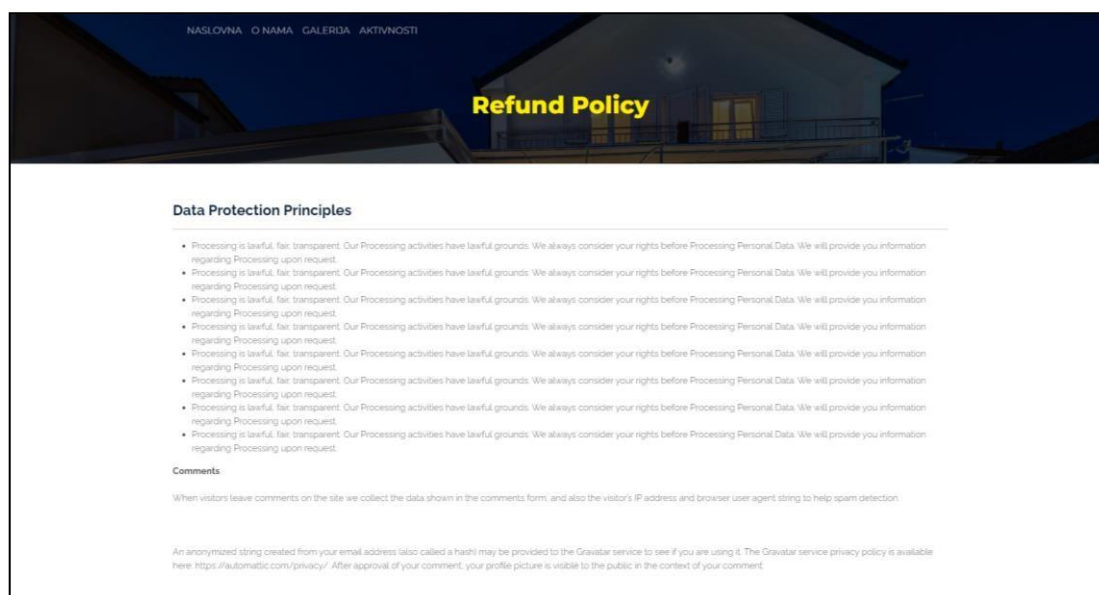 NASLOVNA O NAMA GALERIJA AKTIVNOSTI
Refund Policy
Data Protection Principles
• Processing is lawful, fair, transparent. Our Processing activities have lawful grounds. We always consider your rights before Processing Personal Data. We will provide you information
regarding Processing upon request.
• Processing is lawful, fair, transparent. Our Processing activities have lawful grounds. We always consider your rights before Processing Personal Data. We will provide you information
regarding Processing upon request.
• Processing is lawful, fair, transparent. Our Processing activities have lawful grounds. We always consider your rights before Processing Personal Data. We will provide you information
regarding Processing upon request.
• Processing is lawful, fair, transparent. Our Processing activities have lawful grounds. We always consider your rights before Processing Personal Data. We will provide you information
regarding Processing upon request.
• Processing is lawful, fair, transparent. Our Processing activities have lawful grounds. We always consider your rights before Processing Personal Data. We will provide you information
regarding Processing upon request.
• Processing is lawful, fair, transparent. Our Processing activities have lawful grounds. We always consider your rights before Processing Personal Data. We will provide you information
regarding Processing upon request.
• Processing is lawful, fair, transparent. Our Processing activities have lawful grounds. We always consider your rights before Processing Personal Data. We will provide you information
regarding Processing upon request.
• Processing is lawful, fair, transparent. Our Processing activities have lawful grounds. We always consider your rights before Processing Personal Data. We will provide you information
regarding Processing upon request.
Comments
When visitors leave comments on the site we collect the data shown in the comments form, and also the visitor's IP address and browser user agent string to help spam detection.
An anonymized string created from your email address (also called a hash) may be provided to the Gravatar service to see if you are using it. The Gravatar service privacy policy is available
here: https://automattic.com/privacy/. After approval of your comment, your profile picture is visible to the public in the context of your comment.